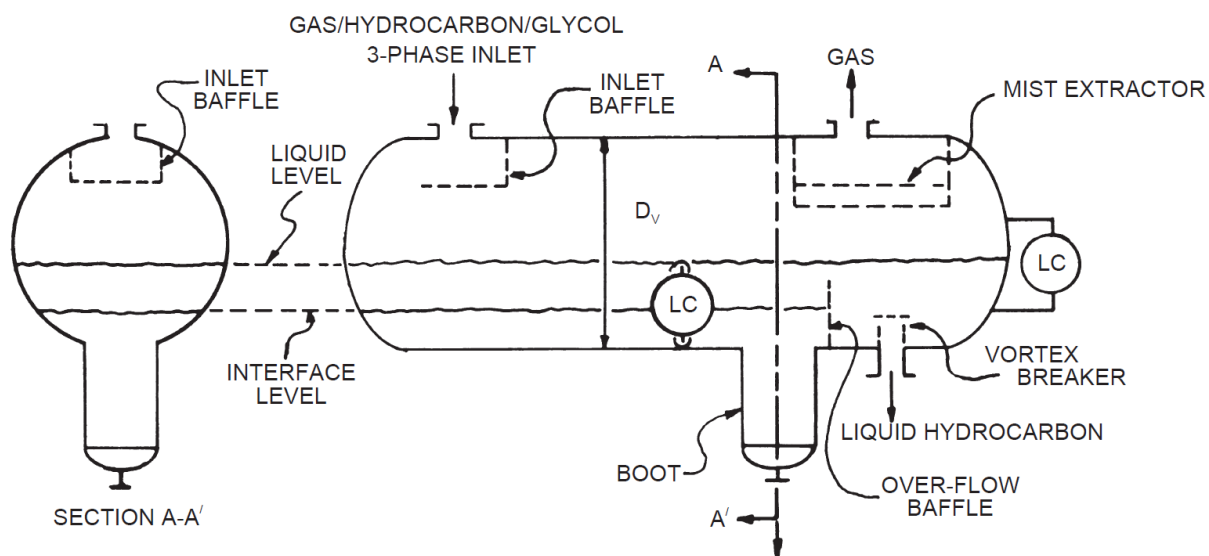 GAS/HYDROCARBON/GLYCOL
3-PHASE INLET
INLET
BAFFLE
LIQUID
LEVEL
INTERFACE
LEVEL
SECTION A-A'
INLET
BAFFLE
A
GAS
MIST EXTRACTOR
Dᵥ
LC
LC
VORTEX
BREAKER
LIQUID HYDROCARBON
BOOT
OVER-FLOW
BAFFLE
A'